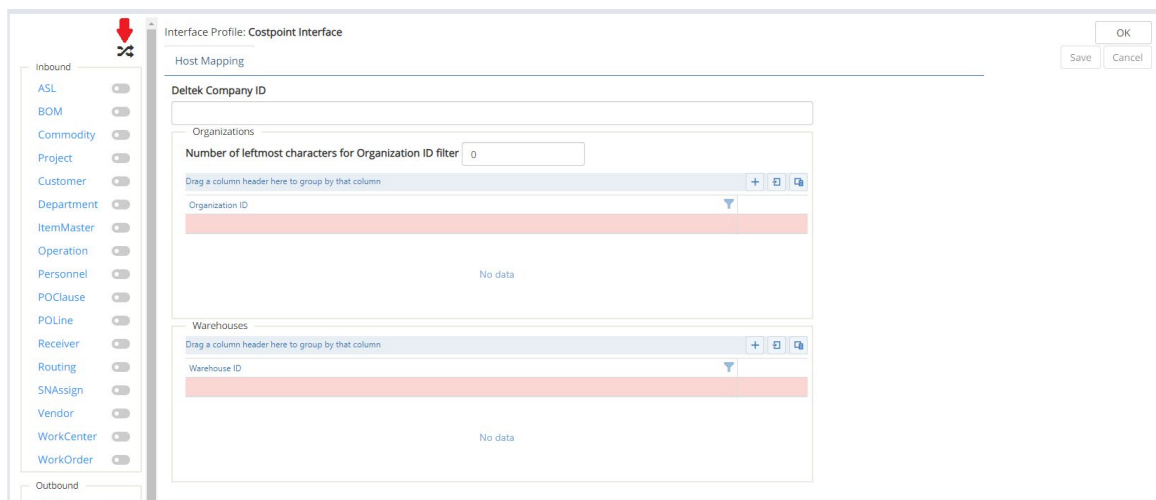 Interface Profile: Costpoint Interface
OK
Host Mapping
Save
Cancel
Inbound
ASL
BOM
Commodity
Project
Customer
Department
ItemMaster
Operation
Personnel
POClause
POLine
Receiver
Routing
SNAssign
Vendor
WorkCenter
WorkOrder
Outbound
Deltek Company ID
Organizations
Number of leftmost characters for Organization ID filter 0
Drag a column header here to group by that column
Organization ID
No data
Warehouses
Drag a column header here to group by that column
Warehouse ID
No data